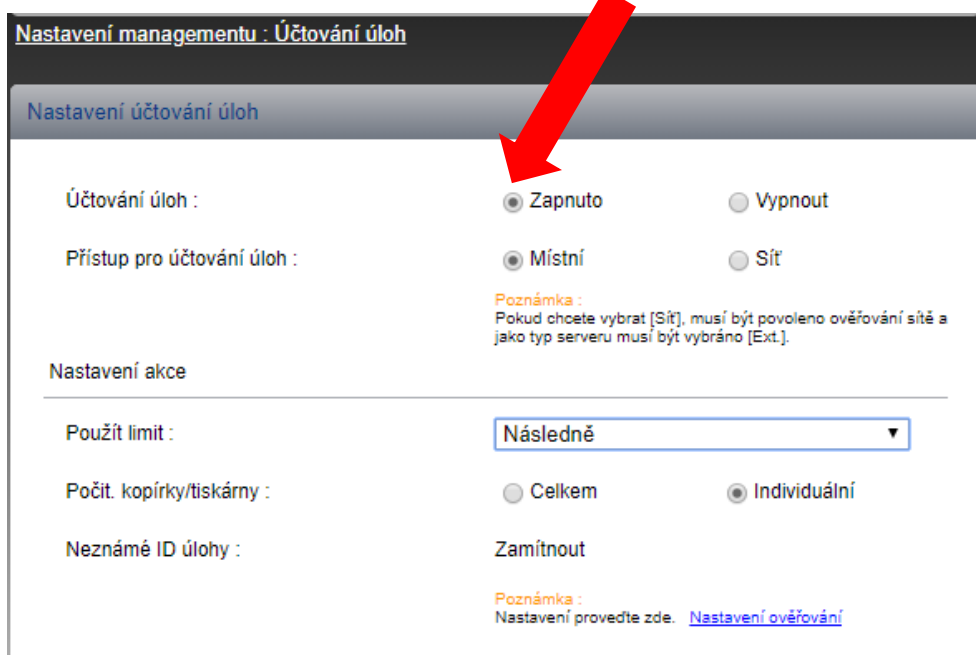 Nastavení managementu : Účtování úloh
Nastavení účtování úloh
Účtování úloh : Zapnuto Vypnout
Přístup pro účtování úloh : Místní Síť
Poznámka :
Pokud chcete vybrat [Síť], musí být povoleno ověřování sítě a
jako typ serveru musí být vybráno [Ext.].
Nastavení akce
Použít limit : Následně
Počit. kopírky/tiskárny : Celkem Individuální
Neznámé ID úlohy : Zamítnout
Poznámka :
Nastavení proveďte zde. Nastavení ověřování